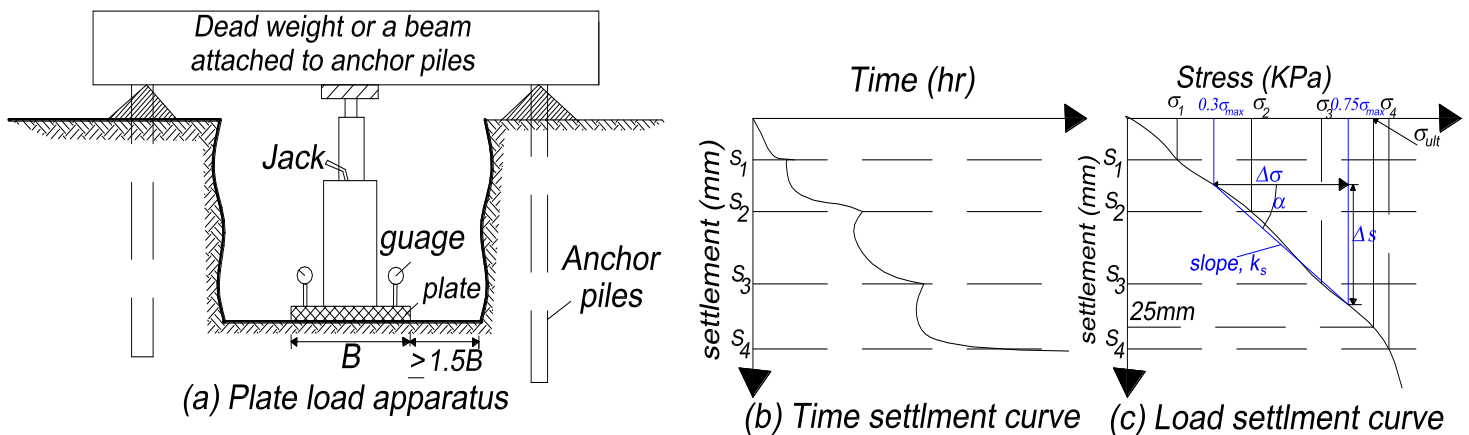 Dead weight or a beam
attached to anchor piles
Jack
guage
plate
Anchor
piles
B
≥1.5B
(a) Plate load apparatus
Time (hr)
settlement (mm)
S1
S2
S3
S4
(b) Time settlment curve
Stress (KPa)
σ1 0.3σmax σ2 σ3 0.75σmax σ4
σult
settlement (mm)
S1
S2
S3
25mm
S4
Δσ
α
Δs
slope, ks
(c) Load settlment curve